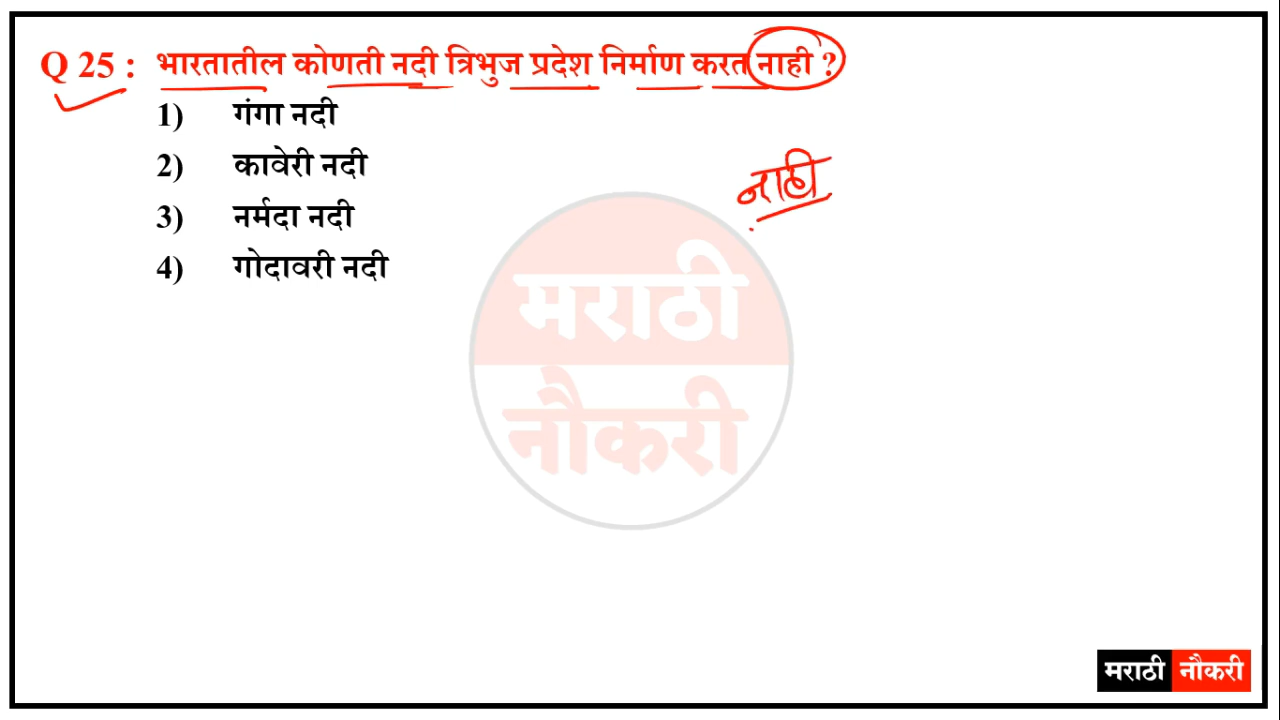 Q 25 : भारतातील कोणती नदी त्रिभुज प्रदेश निर्माण करत नाही ?
1) गंगा नदी
2) कावेरी नदी
नाही
3) नर्मदा नदी
4) गोदावरी नदी
मराठी
नौकरी
मराठी नौकरी